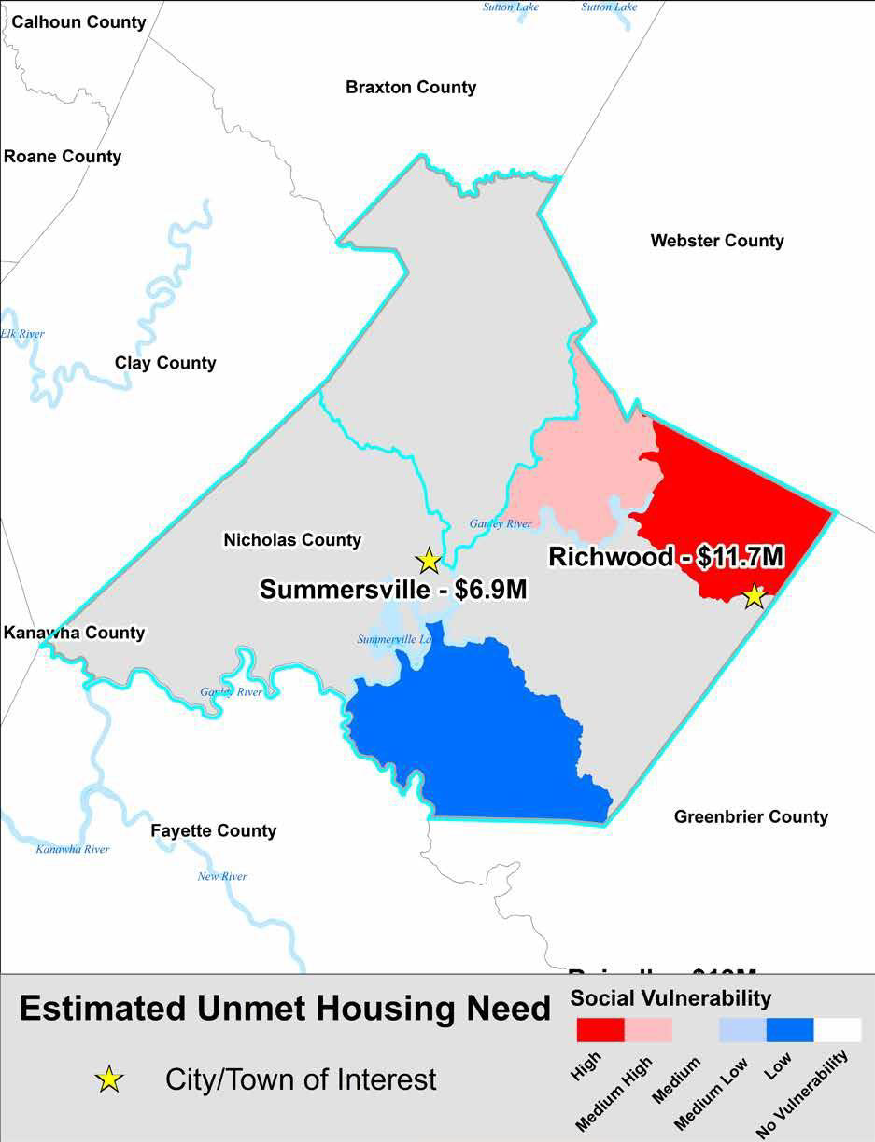 Sutton Lake
Sutton Lake
Calhoun County
Braxton County
Roane County
Webster County
Elk River
Clay County
Gauley River
Nicholas County
Richwood - $11.7M
Summersville - $6.9M
Kanawha County
Summerville La
Gauley River
Greenbrier County
Fayette County
Kanawha River
New River
Estimated Unmet Housing Need
City/Town of Interest
Social Vulnerability
High
Medium High
Medium
Medium Low
Low
No Vulnerability